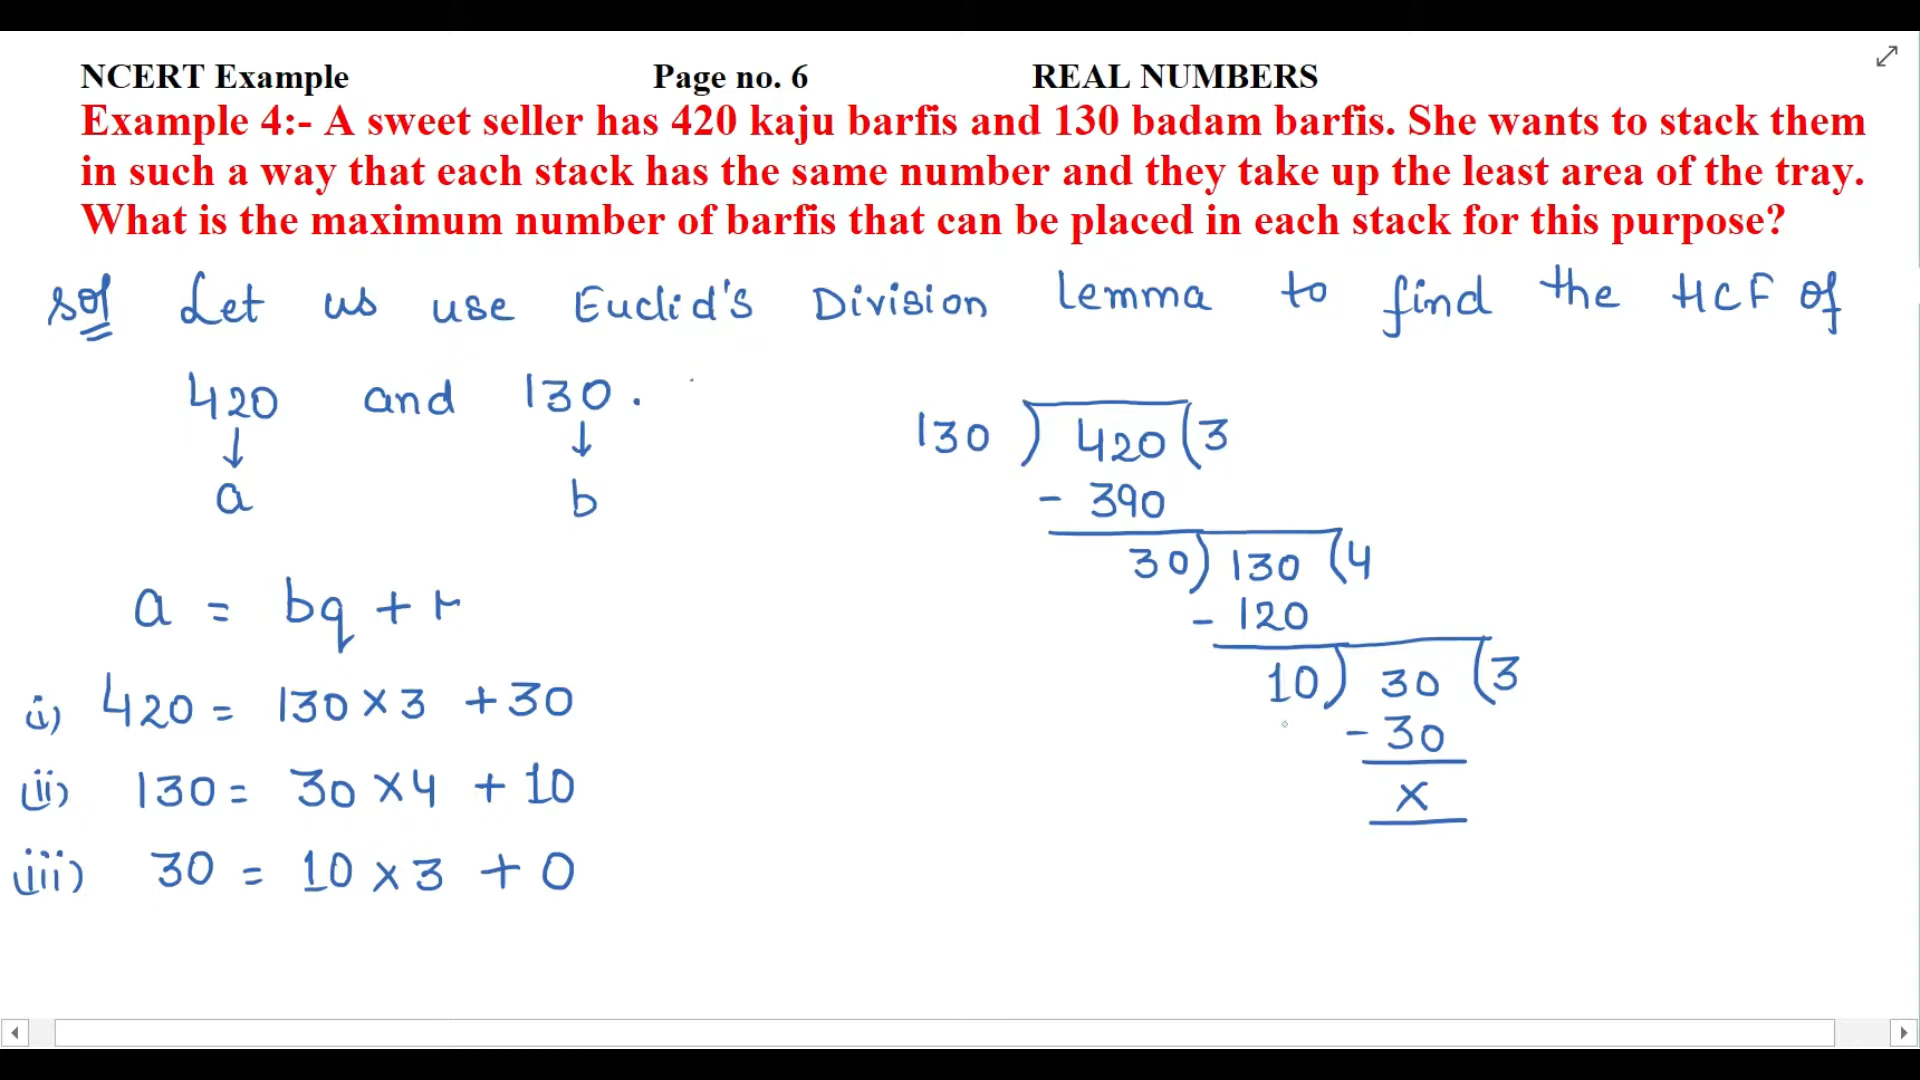 NCERT Example Page no. 6 REAL NUMBERS
Example 4:- A sweet seller has 420 kaju barfis and 130 badam barfis. She wants to stack them
in such a way that each stack has the same number and they take up the least area of the tray.
What is the maximum number of barfis that can be placed in each stack for this purpose?
sol Let us use Euclid's Division Lemma to find the HCF of
420 and 130.
↓ ↓
a b
a = bq + r
i) 420 = 130 × 3 + 30
(ii) 130 = 30 × 4 + 10
(iii) 30 = 10 × 3 + 0
130 ) 420 ( 3
- 390
30 ) 130 ( 4
- 120
10 ) 30 ( 3
- 30
×